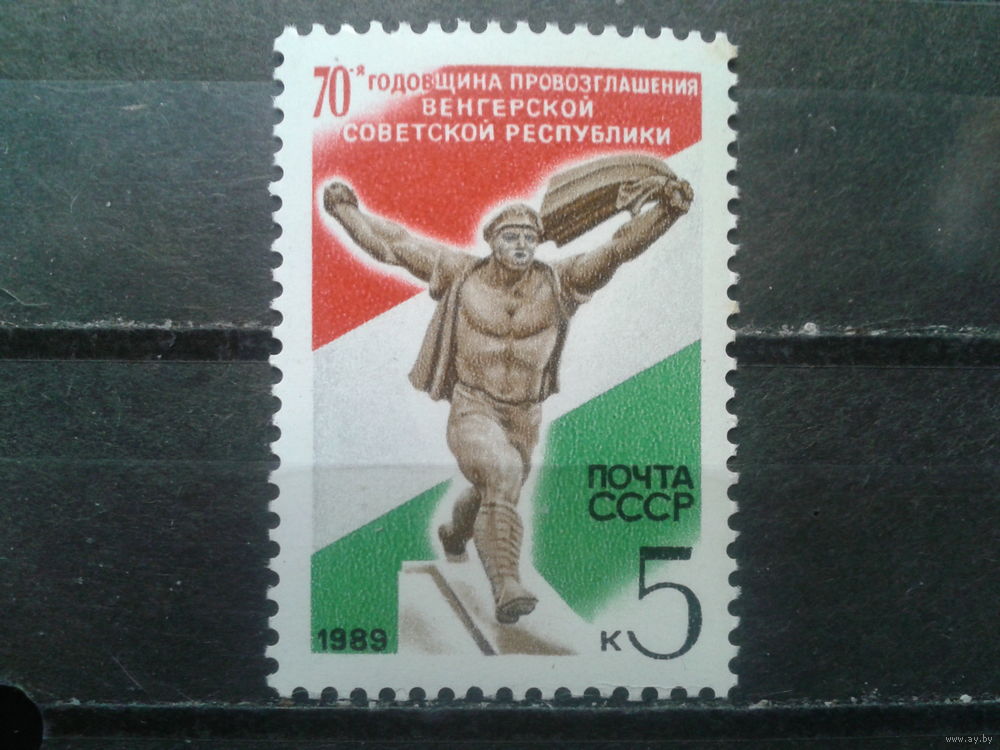 70-я ГОДОВЩИНА ПРОВОЗГЛАШЕНИЯ
ВЕНГЕРСКОЙ
СОВЕТСКОЙ РЕСПУБЛИКИ
ПОЧТА
СССР
1989
к 5
www.ay.by